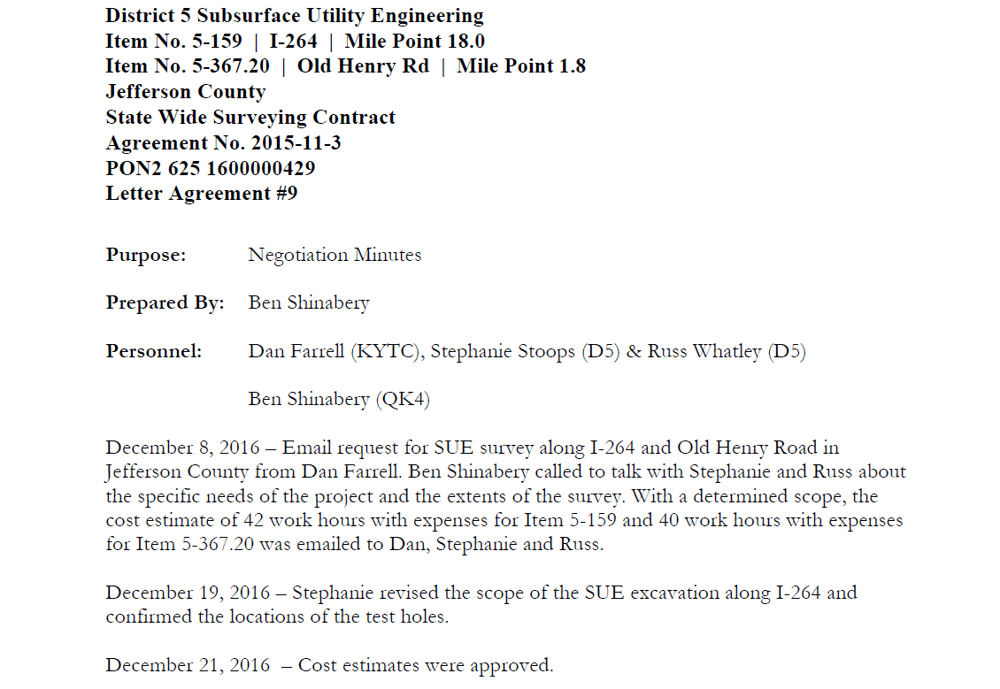 District 5 Subsurface Utility Engineering
Item No. 5-159 | I-264 | Mile Point 18.0
Item No. 5-367.20 | Old Henry Rd | Mile Point 1.8
Jefferson County
State Wide Surveying Contract
Agreement No. 2015-11-3
PON2 625 1600000429
Letter Agreement #9
Purpose: Negotiation Minutes
Prepared By: Ben Shinabery
Personnel: Dan Farrell (KYTC), Stephanie Stoops (D5) & Russ Whatley (D5)
Ben Shinabery (QK4)
December 8, 2016 – Email request for SUE survey along I-264 and Old Henry Road in
Jefferson County from Dan Farrell. Ben Shinabery called to talk with Stephanie and Russ about
the specific needs of the project and the extents of the survey. With a determined scope, the
cost estimate of 42 work hours with expenses for Item 5-159 and 40 work hours with expenses
for Item 5-367.20 was emailed to Dan, Stephanie and Russ.
December 19, 2016 – Stephanie revised the scope of the SUE excavation along I-264 and
confirmed the locations of the test holes.
December 21, 2016 – Cost estimates were approved.